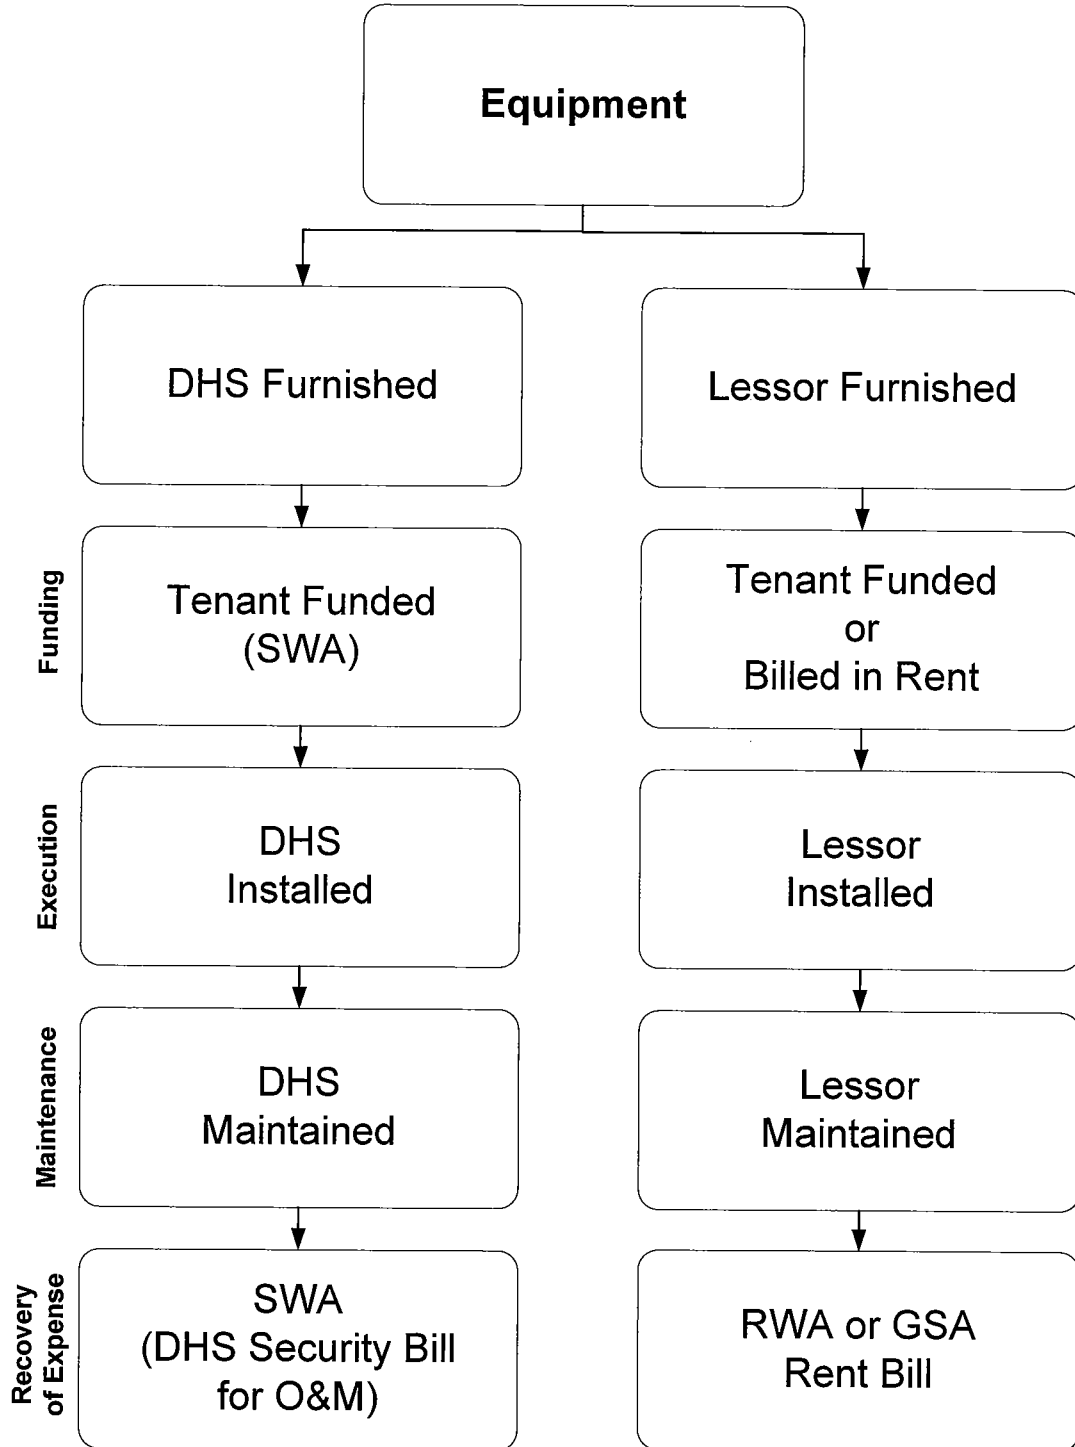 Equipment
DHS Furnished
Lessor Furnished
Funding
Tenant Funded
(SWA)
Tenant Funded
or
Billed in Rent
Execution
DHS
Installed
Lessor
Installed
Maintenance
DHS
Maintained
Lessor
Maintained
Recovery
of Expense
SWA
(DHS Security Bill
for O&M)
RWA or GSA
Rent Bill